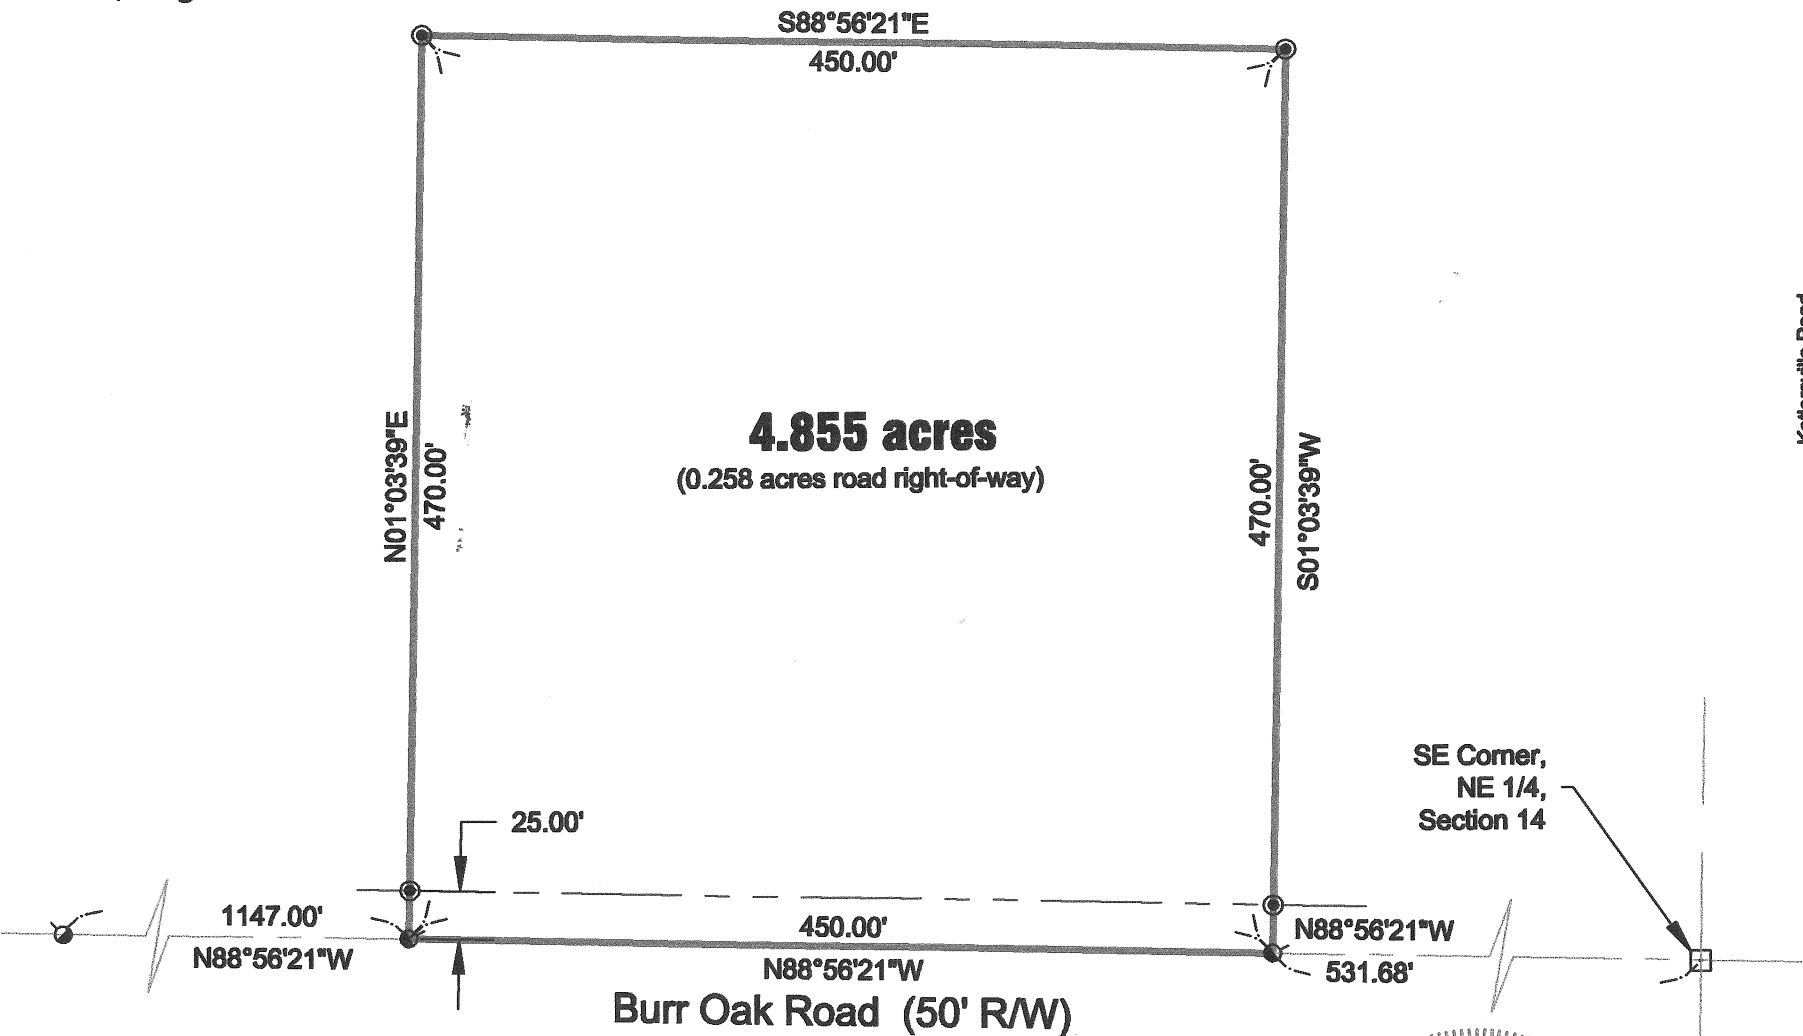 S88°56'21"E
450.00'
N01°03'39"E
470.00'
4.855 acres
(0.258 acres road right-of-way)
470.00'
S01°03'39"W
SE Corner,
NE 1/4,
Section 14
25.00'
1147.00'
N88°56'21"W
450.00'
N88°56'21"W
N88°56'21"W
531.68'
Burr Oak Road (50' R/W)